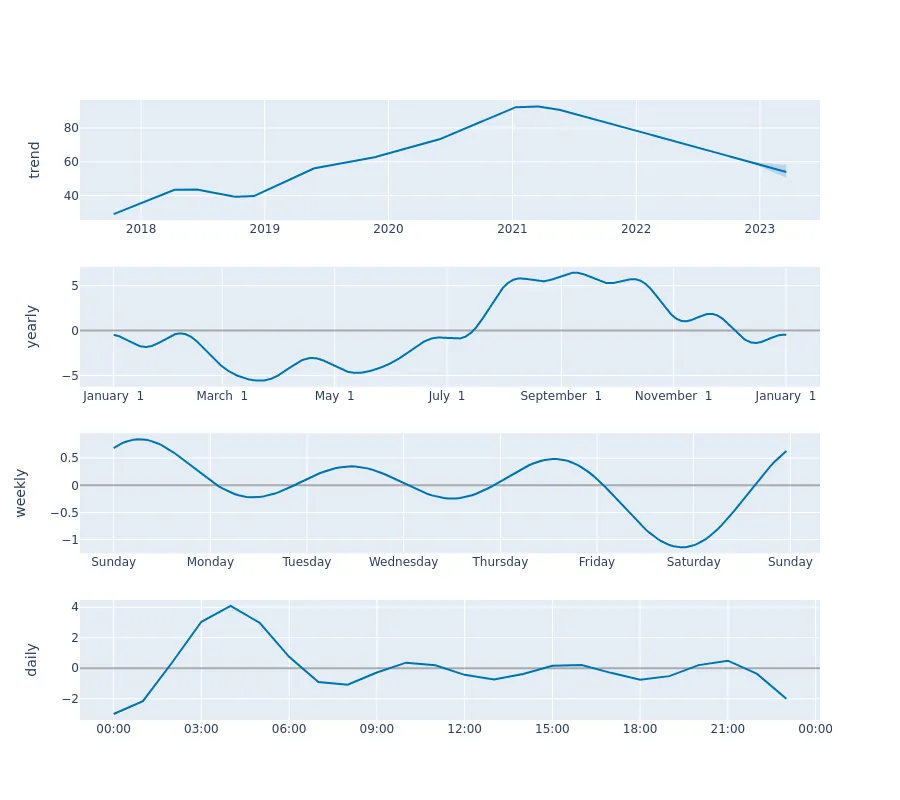 trend
80
60
40
2018 2019 2020 2021 2022 2023
yearly
5
0
−5
January 1 March 1 May 1 July 1 September 1 November 1 January 1
weekly
0.5
0
−0.5
−1
Sunday Monday Tuesday Wednesday Thursday Friday Saturday Sunday
daily
4
2
0
−2
00:00 03:00 06:00 09:00 12:00 15:00 18:00 21:00 00:00